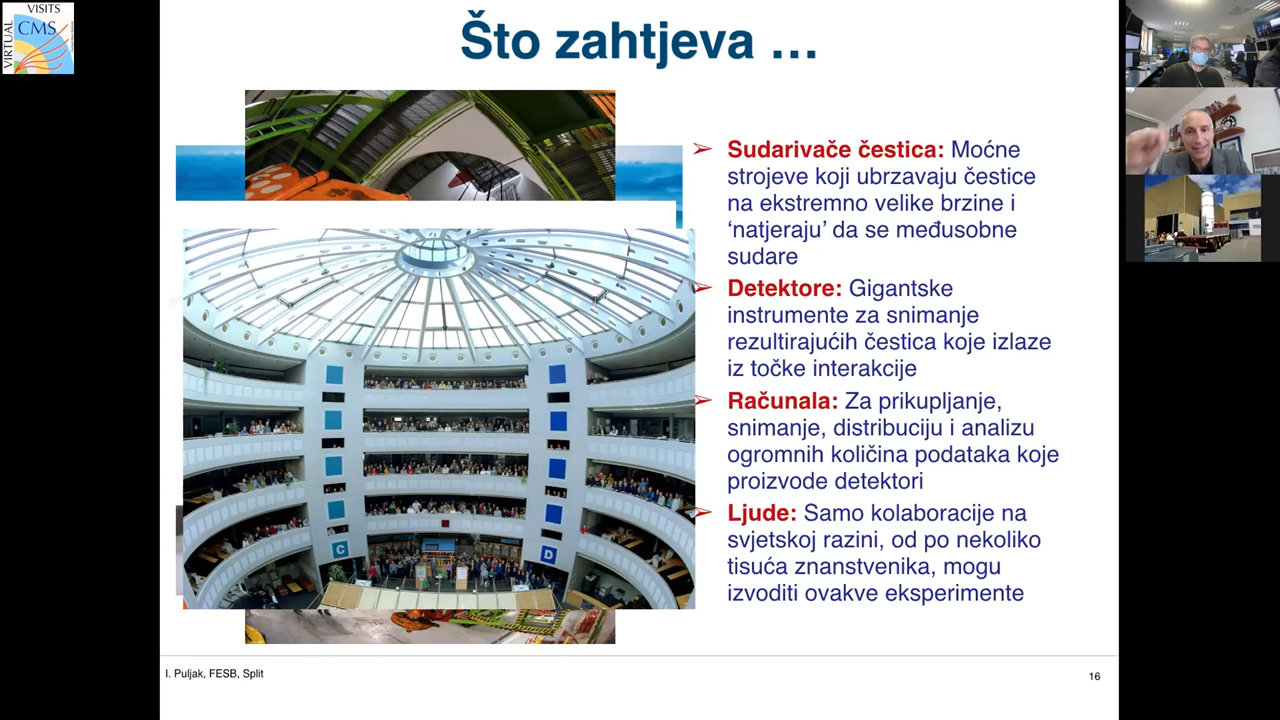 VISITS
CMS
VIRTUAL
Što zahtjeva …
➢ Sudarivače čestica: Moćne
strojeve koji ubrzavaju čestice
na ekstremno velike brzine i
‘natjeraju’ da se međusobne
sudare
➢ Detektore: Gigantske
instrumente za snimanje
rezultirajućih čestica koje izlaze
iz točke interakcije
➢ Računala: Za prikupljanje,
snimanje, distribuciju i analizu
ogromnih količina podataka koje
proizvode detektori
➢ Ljude: Samo kolaboracije na
svjetskoj razini, od po nekoliko
tisuća znanstvenika, mogu
izvoditi ovakve eksperimente
C
D
I. Puljak, FESB, Split
16